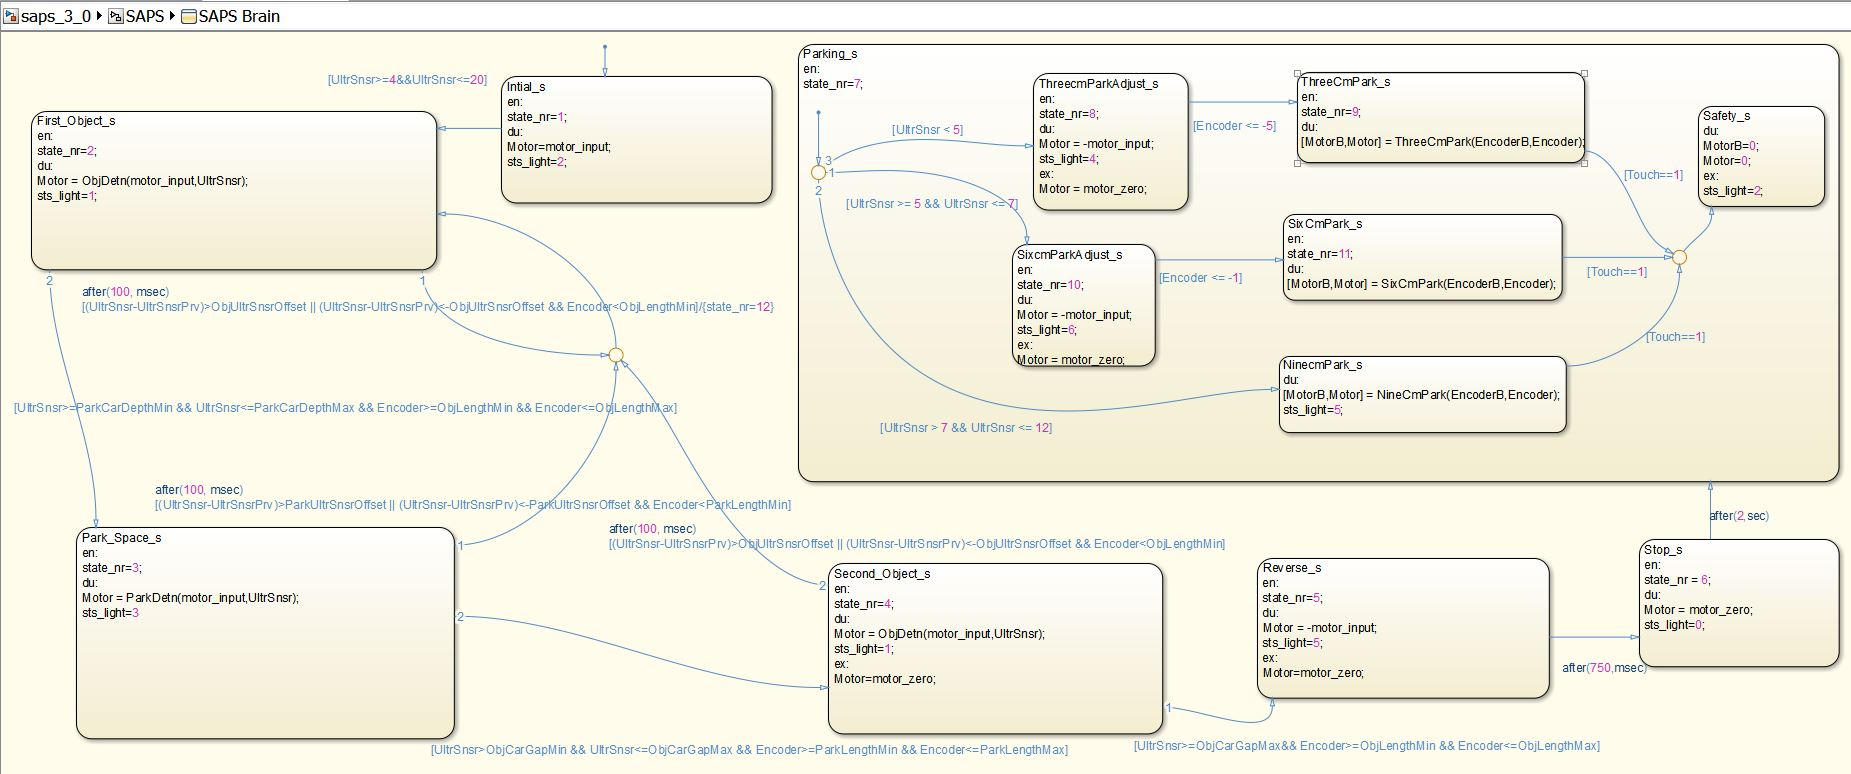 saps_3_0 SAPS SAPS Brain
[UltrSnsr>=4&&UltrSnsr<=20]
Intial_s
en:
state_nr=1;
du:
Motor=motor_input;
sts_light=2;
First_Object_s
en:
state_nr=2;
du:
Motor = ObjDetn(motor_input,UltrSnsr);
sts_light=1;
2
1
after(100, msec)
[(UltrSnsr-UltrSnsrPrv)>ObjUltrSnsrOffset || (UltrSnsr-UltrSnsrPrv)<-ObjUltrSnsrOffset && Encoder<ObjLengthMin]/{state_nr=12}
[UltrSnsr>=ParkCarDepthMin && UltrSnsr<=ParkCarDepthMax && Encoder>=ObjLengthMin && Encoder<=ObjLengthMax]
after(100, msec)
[(UltrSnsr-UltrSnsrPrv)>ParkUltrSnsrOffset || (UltrSnsr-UltrSnsrPrv)<-ParkUltrSnsrOffset && Encoder<ParkLengthMin]
Park_Space_s
en:
state_nr=3;
du:
Motor = ParkDetn(motor_input,UltrSnsr);
sts_light=3
1
2
after(100, msec)
[(UltrSnsr-UltrSnsrPrv)>ObjUltrSnsrOffset || (UltrSnsr-UltrSnsrPrv)<-ObjUltrSnsrOffset && Encoder<ObjLengthMin]
2
Second_Object_s
en:
state_nr=4;
du:
Motor = ObjDetn(motor_input,UltrSnsr);
sts_light=1;
ex:
Motor=motor_zero;
1
[UltrSnsr>ObjCarGapMin && UltrSnsr<=ObjCarGapMax && Encoder>=ParkLengthMin && Encoder<=ParkLengthMax]
[UltrSnsr>=ObjCarGapMax&& Encoder>=ObjLengthMin && Encoder<=ObjLengthMax]
Reverse_s
en:
state_nr=5;
du:
Motor = -motor_input;
sts_light=5;
ex:
Motor=motor_zero;
after(750,msec)
Stop_s
en:
state_nr = 6;
du:
Motor = motor_zero;
sts_light=0;
after(2,sec)
Parking_s
en:
state_nr=7;
3
1
2
[UltrSnsr < 5]
[UltrSnsr >= 5 && UltrSnsr <= 7]
[UltrSnsr > 7 && UltrSnsr <= 12]
ThreecmParkAdjust_s
en:
state_nr=8;
du:
Motor = -motor_input;
sts_light=4;
ex:
Motor = motor_zero;
[Encoder <= -5]
ThreeCmPark_s
en:
state_nr=9;
du:
[MotorB,Motor] = ThreeCmPark(EncoderB,Encoder);
[Touch==1]
SixcmParkAdjust_s
en:
state_nr=10;
du:
Motor = -motor_input;
sts_light=6;
ex:
Motor = motor_zero;
[Encoder <= -1]
SixCmPark_s
en:
state_nr=11;
du:
[MotorB,Motor] = SixCmPark(EncoderB,Encoder);
[Touch==1]
NinecmPark_s
du:
[MotorB,Motor] = NineCmPark(EncoderB,Encoder);
sts_light=5;
[Touch==1]
Safety_s
du:
MotorB=0;
Motor=0;
ex:
sts_light=2;